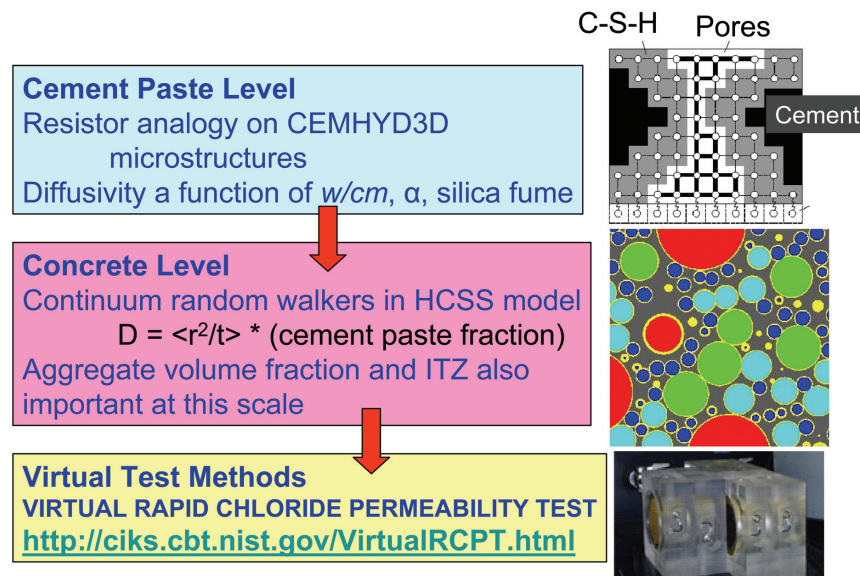 C-S-H Pores
Cement Paste Level
Resistor analogy on CEMHYD3D
microstructures
Diffusivity a function of w/cm, α, silica fume
Cement
Concrete Level
Continuum random walkers in HCSS model
D = <r²/t> * (cement paste fraction)
Aggregate volume fraction and ITZ also
important at this scale
Virtual Test Methods
VIRTUAL RAPID CHLORIDE PERMEABILITY TEST
http://ciks.cbt.nist.gov/VirtualRCPT.html